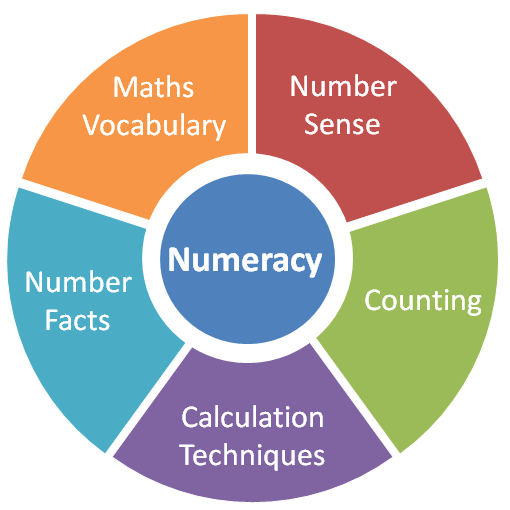 Maths
Vocabulary
Number
Sense
Numeracy
Number
Facts
Counting
Calculation
Techniques